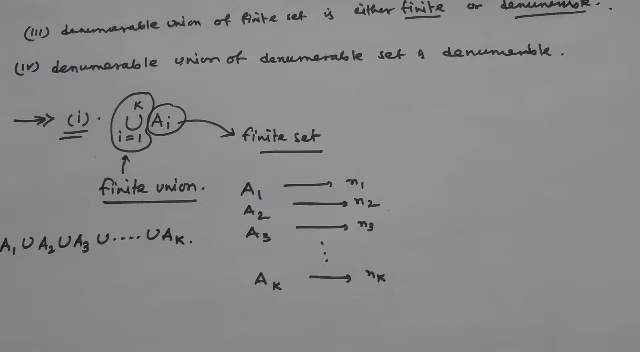 (iii) denumerable union of finite set is either finite or denumerable.
(iv) denumerable union of denumerable set is denumerable.
→» (i). ⋃ᵢ₌₁ᴷ Aᵢ → finite set
finite union.
A₁ → n₁
A₂ → n₂
A₃ → n₃
A₁ ∪ A₂ ∪ A₃ ∪ .... ∪ Aₖ.
⋮
Aₖ → nₖ